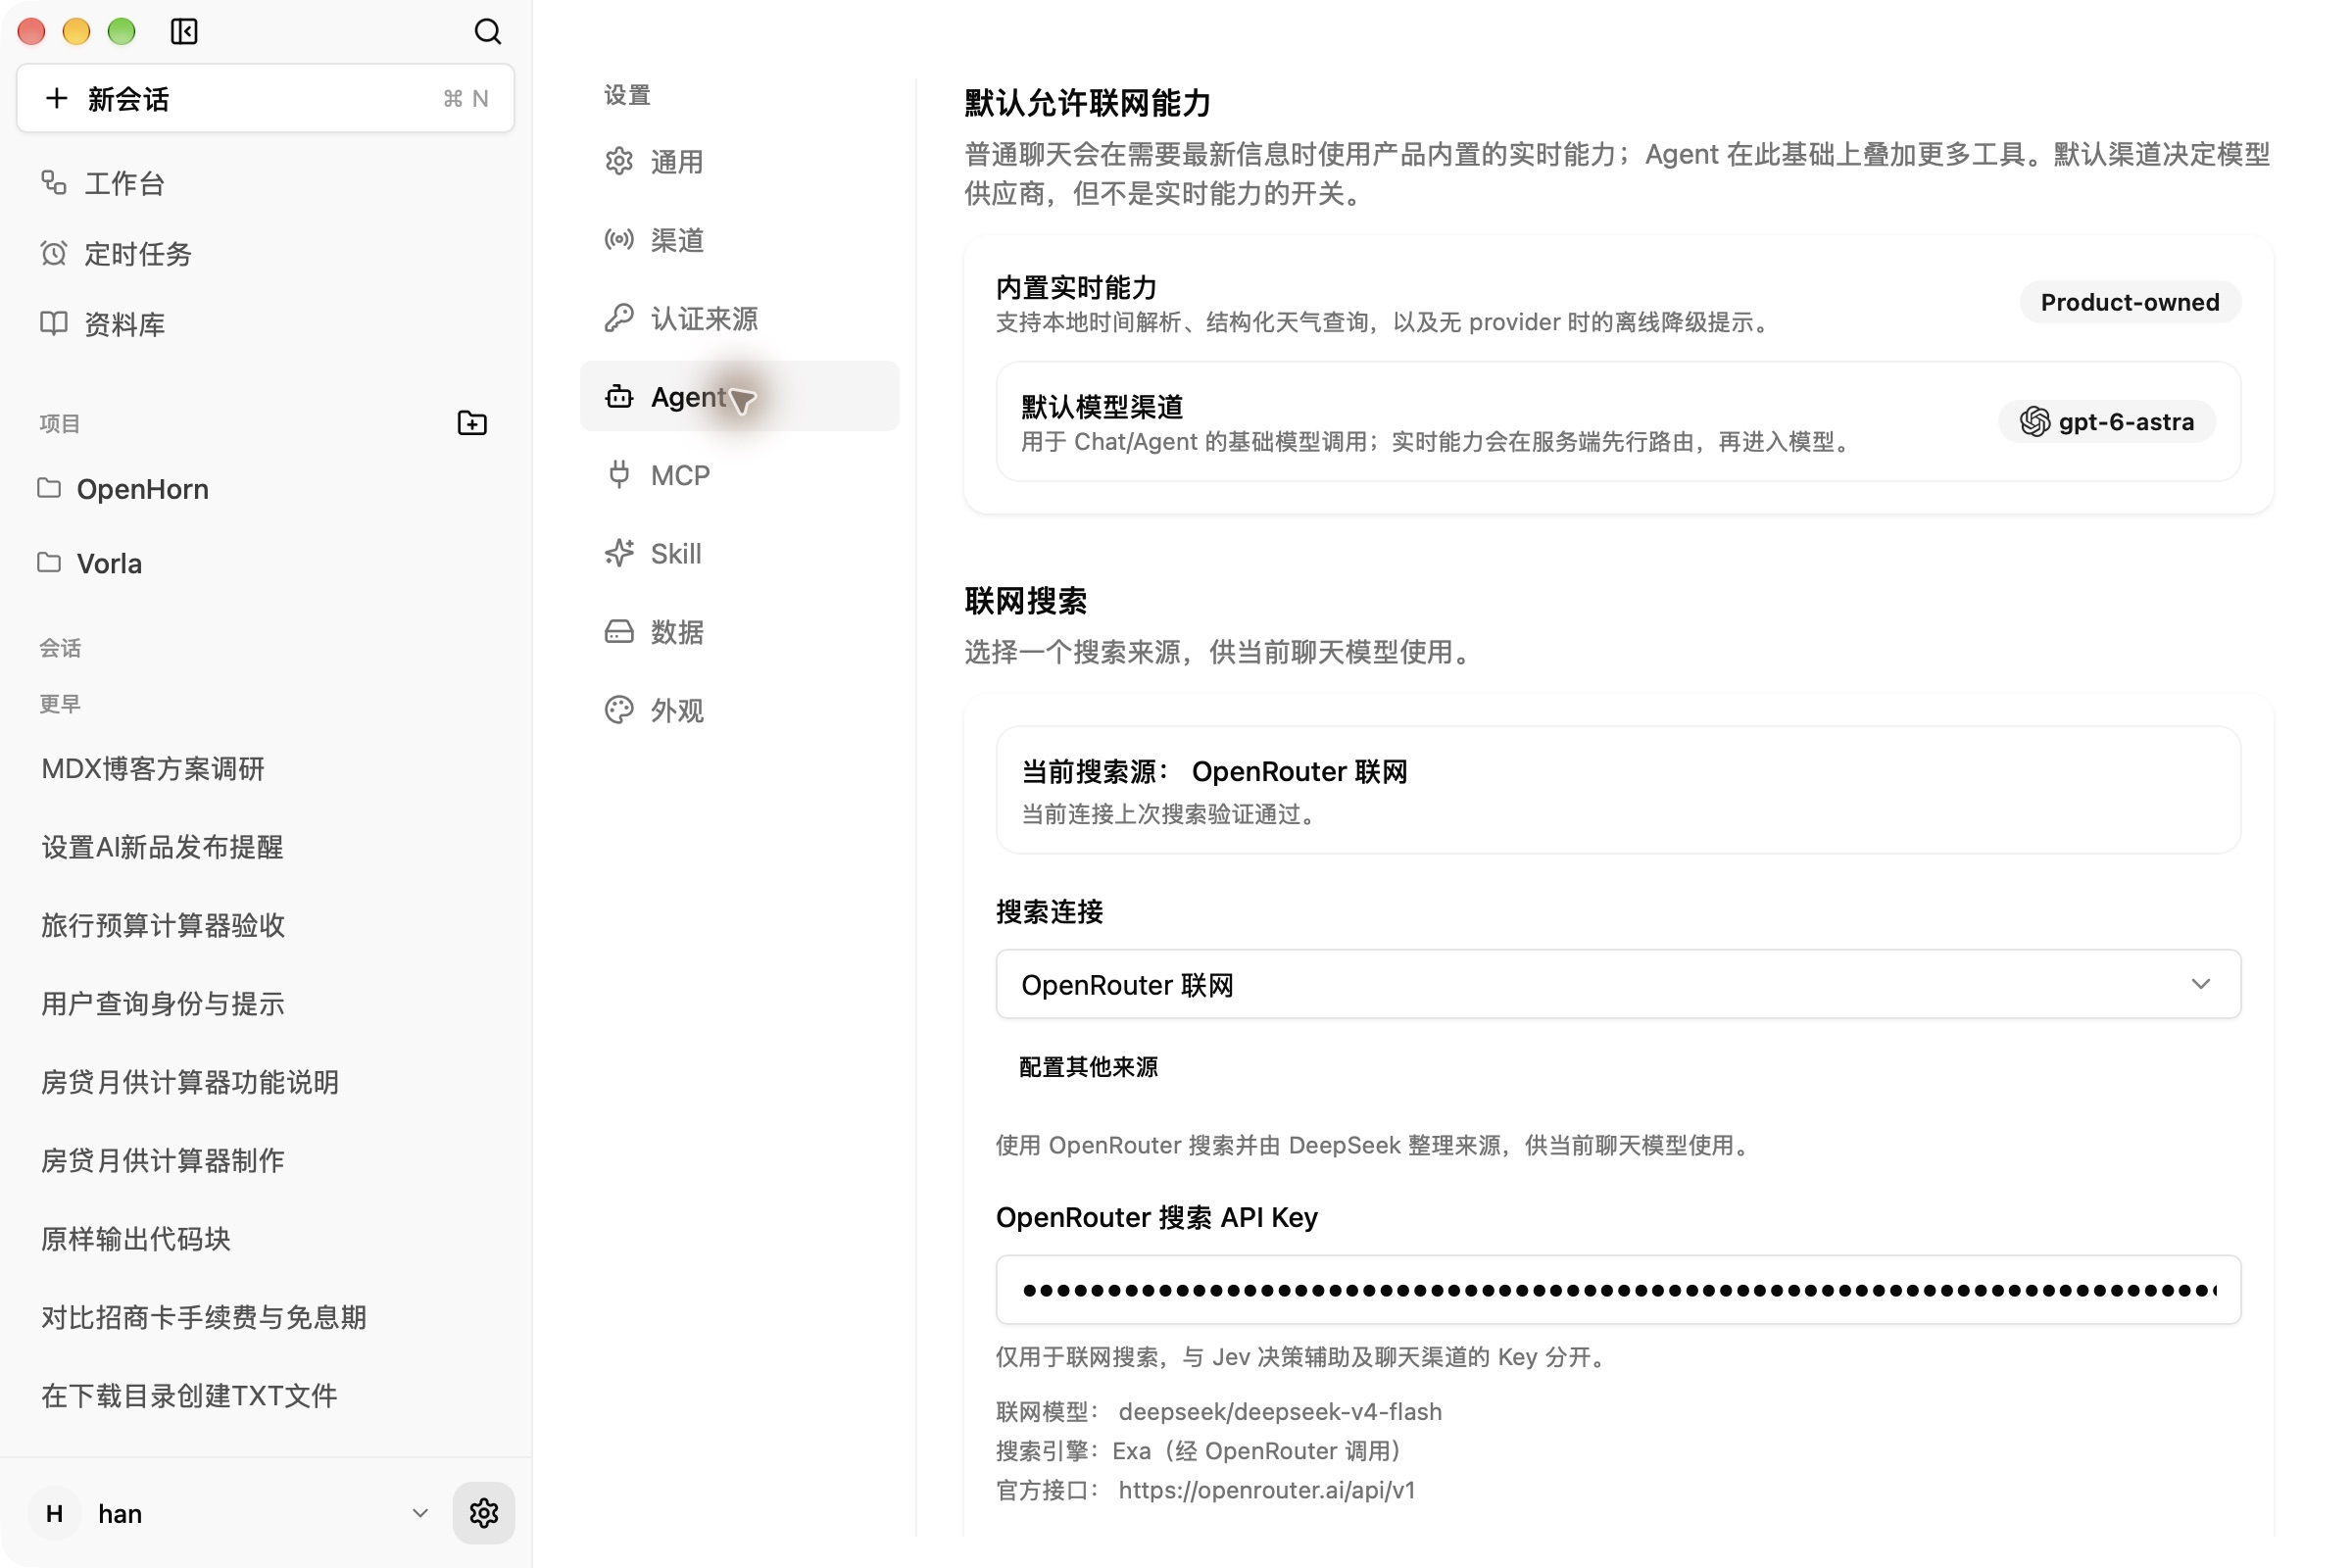 新会话
⌘ N
工作台
定时任务
资料库
项目
OpenHorn
Vorla
会话
更早
MDX博客方案调研
设置AI新品发布提醒
旅行预算计算器验收
用户查询身份与提示
房贷月供计算器功能说明
房贷月供计算器制作
原样输出代码块
对比招商卡手续费与免息期
在下载目录创建TXT文件
H
han
设置
通用
渠道
认证来源
Agent
MCP
Skill
数据
外观
默认允许联网能力
普通聊天会在需要最新信息时使用产品内置的实时能力；Agent 在此基础上叠加更多工具。默认渠道决定模型
供应商，但不是实时能力的开关。
内置实时能力
支持本地时间解析、结构化天气查询，以及无 provider 时的离线降级提示。
Product-owned
默认模型渠道
用于 Chat/Agent 的基础模型调用；实时能力会在服务端先行路由，再进入模型。
gpt-6-astra
联网搜索
选择一个搜索来源，供当前聊天模型使用。
当前搜索源： OpenRouter 联网
当前连接上次搜索验证通过。
搜索连接
OpenRouter 联网
配置其他来源
使用 OpenRouter 搜索并由 DeepSeek 整理来源，供当前聊天模型使用。
OpenRouter 搜索 API Key
仅用于联网搜索，与 Jev 决策辅助及聊天渠道的 Key 分开。
联网模型： deepseek/deepseek-v4-flash
搜索引擎：Exa（经 OpenRouter 调用）
官方接口： https://openrouter.ai/api/v1